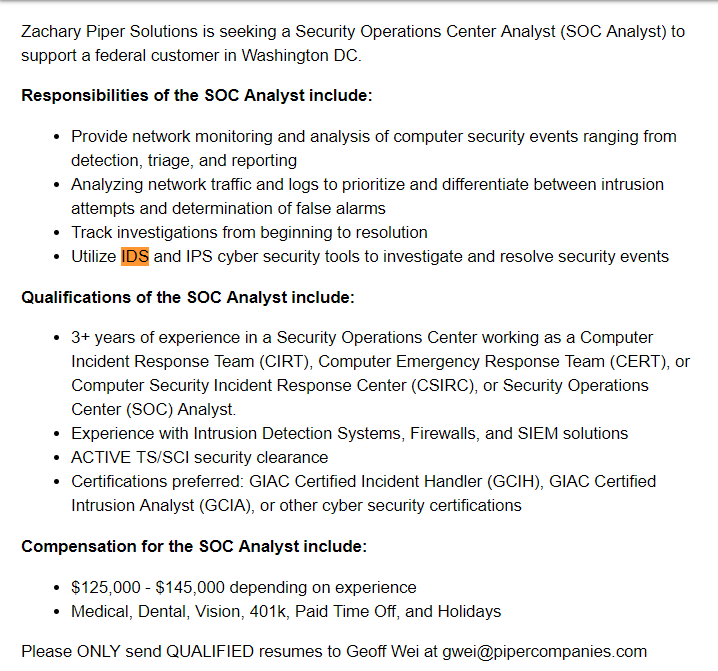 Zachary Piper Solutions is seeking a Security Operations Center Analyst (SOC Analyst) to
support a federal customer in Washington DC.
Responsibilities of the SOC Analyst include:
• Provide network monitoring and analysis of computer security events ranging from
detection, triage, and reporting
• Analyzing network traffic and logs to prioritize and differentiate between intrusion
attempts and determination of false alarms
• Track investigations from beginning to resolution
• Utilize IDS and IPS cyber security tools to investigate and resolve security events
Qualifications of the SOC Analyst include:
• 3+ years of experience in a Security Operations Center working as a Computer
Incident Response Team (CIRT), Computer Emergency Response Team (CERT), or
Computer Security Incident Response Center (CSIRC), or Security Operations
Center (SOC) Analyst.
• Experience with Intrusion Detection Systems, Firewalls, and SIEM solutions
• ACTIVE TS/SCI security clearance
• Certifications preferred: GIAC Certified Incident Handler (GCIH), GIAC Certified
Intrusion Analyst (GCIA), or other cyber security certifications
Compensation for the SOC Analyst include:
• $125,000 - $145,000 depending on experience
• Medical, Dental, Vision, 401k, Paid Time Off, and Holidays
Please ONLY send QUALIFIED resumes to Geoff Wei at gwei@pipercompanies.com